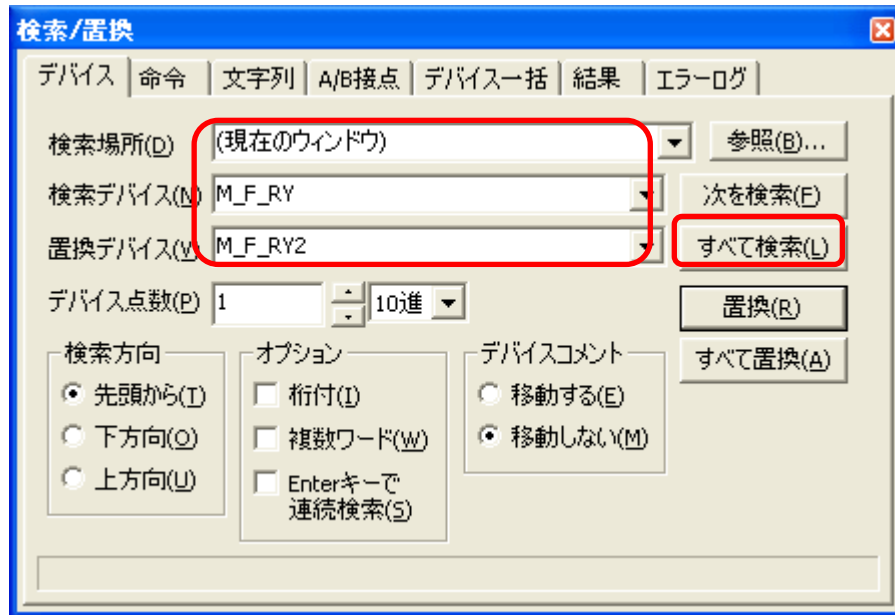 検索/置換
デバイス 命令 文字列 A/B接点 デバイス一括 結果 エラーログ
検索場所(D) (現在のウィンドウ) 参照(B)...
検索デバイス(N) M_F_RY 次を検索(F)
置換デバイス(V) M_F_RY2 すべて検索(L)
デバイス点数(P) 1 10進 置換(R)
検索方向 オプション デバイスコメント すべて置換(A)
先頭から(T) 桁付(I) 移動する(E)
下方向(O) 複数ワード(W) 移動しない(M)
上方向(U) Enterキーで
連続検索(S)